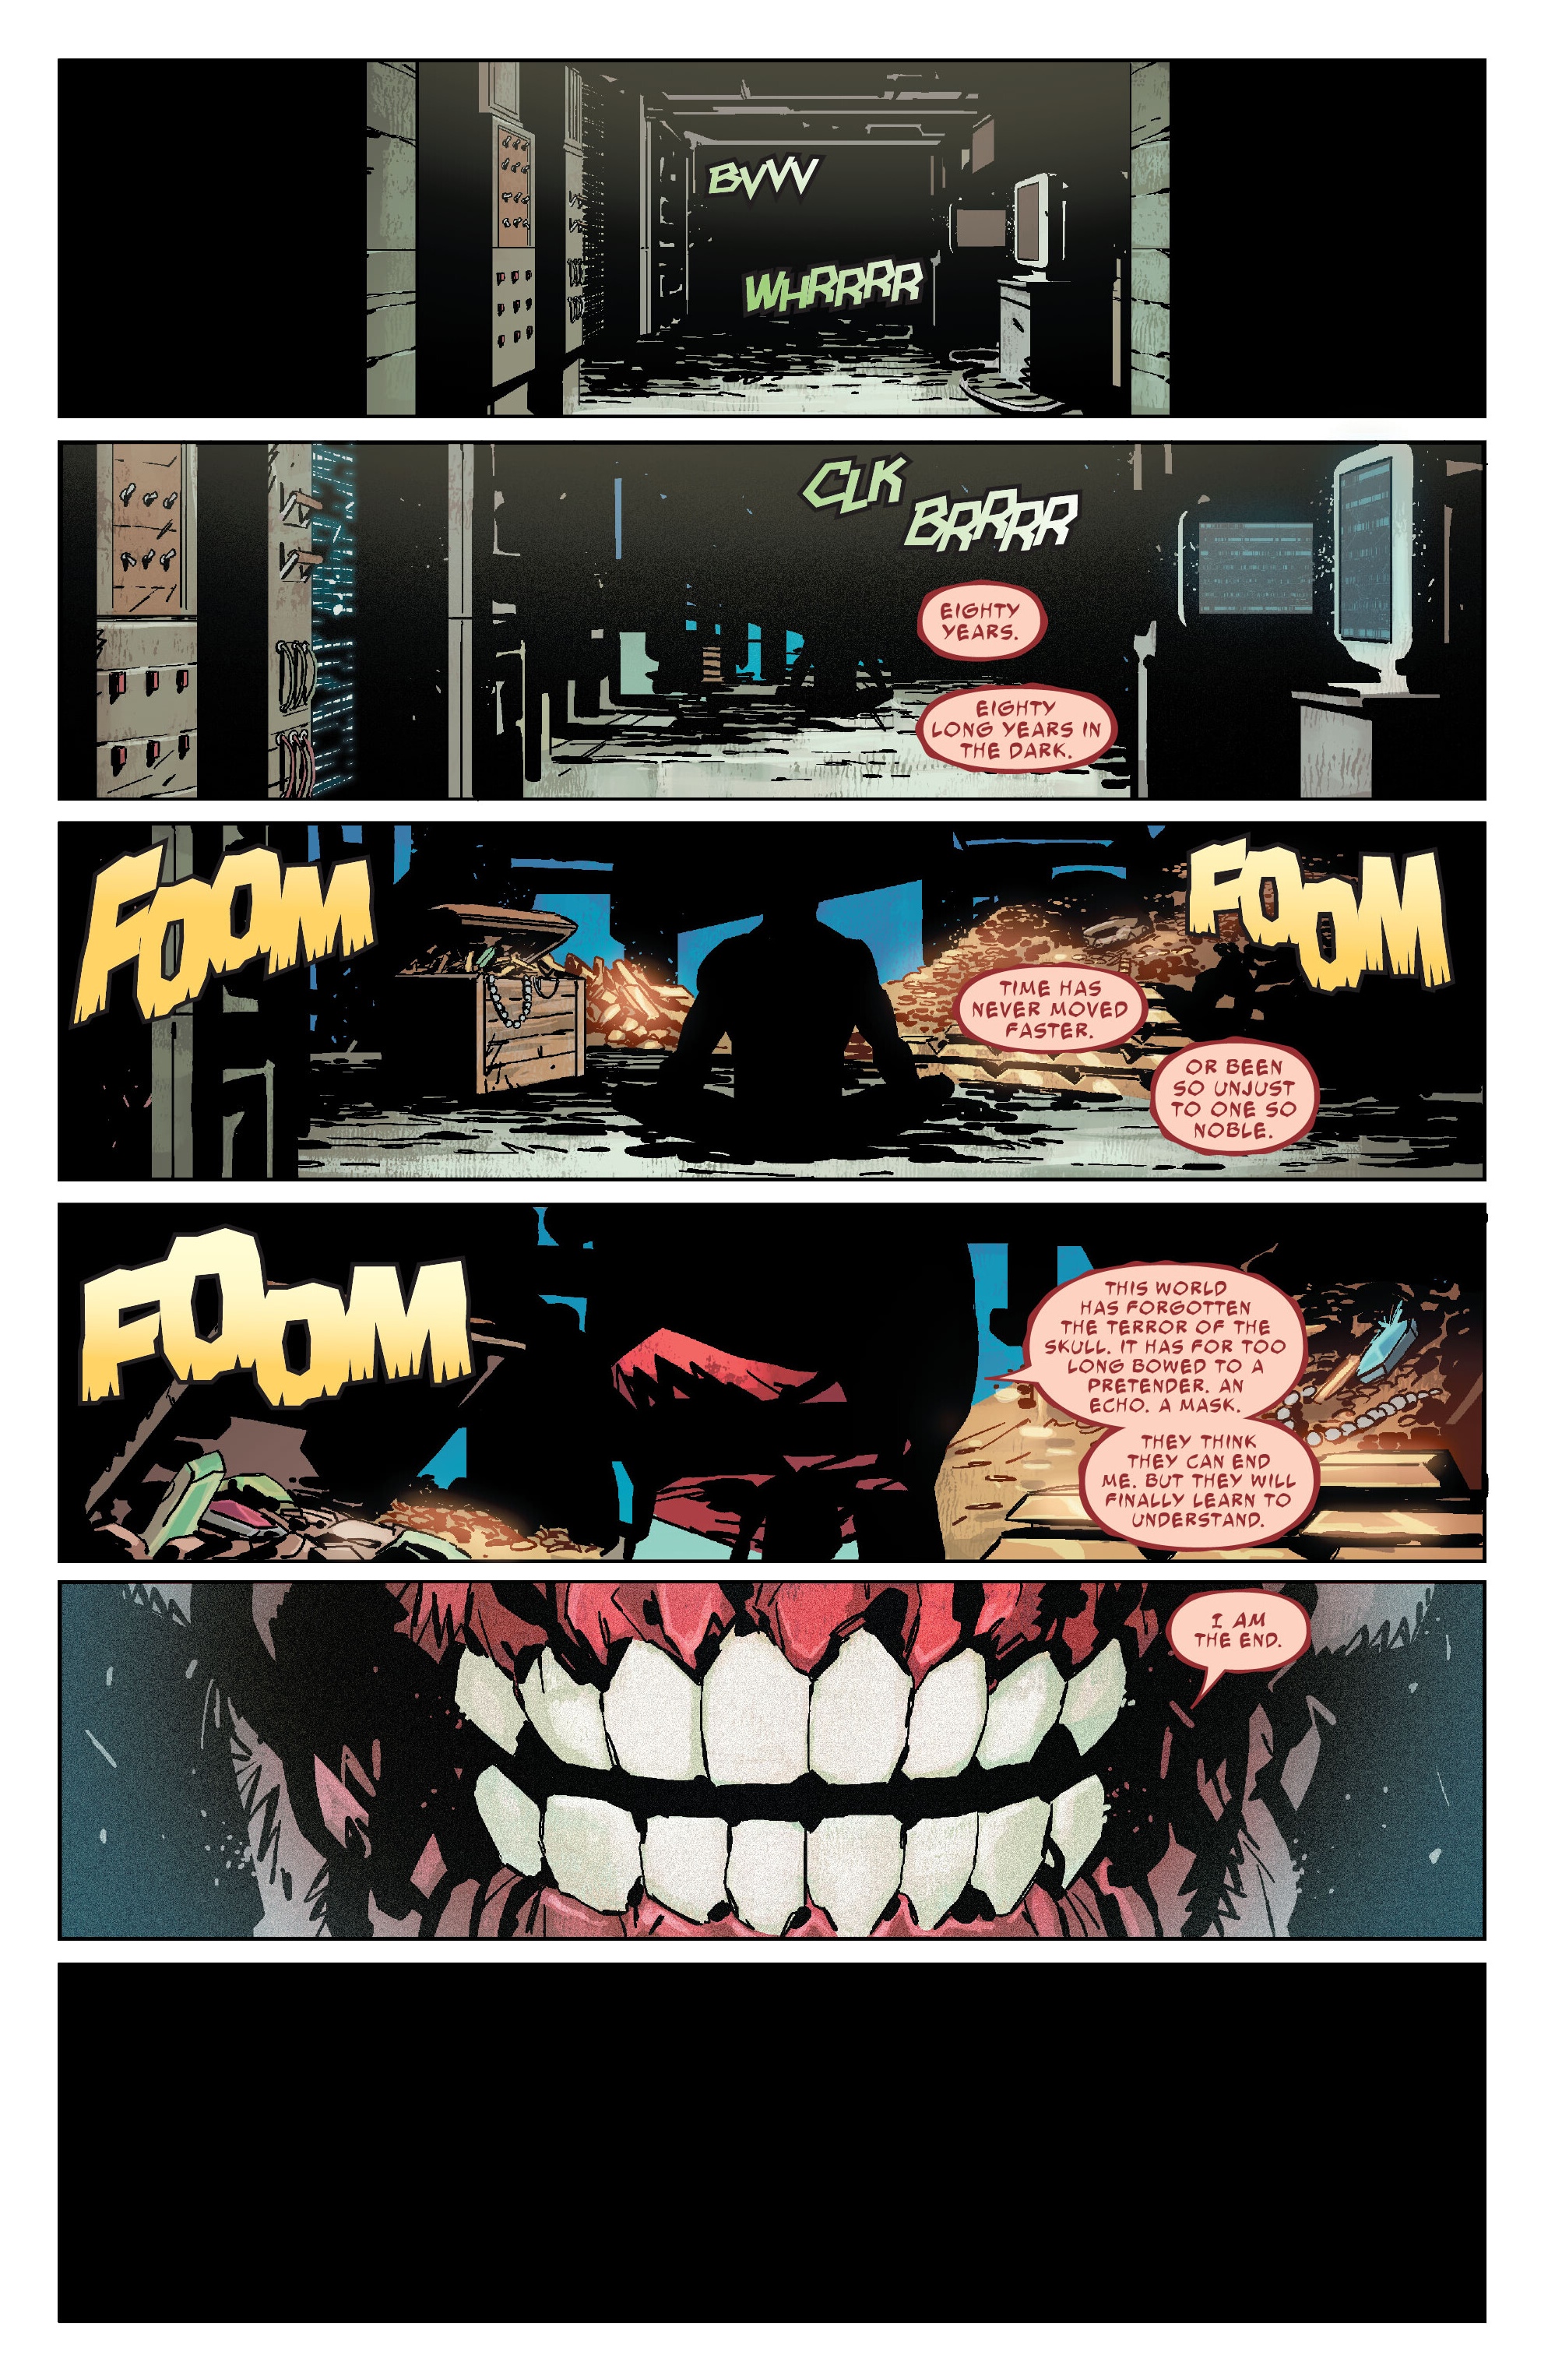 BVVV
WHRRRR
CLK
BRRRR
EIGHTY
YEARS.
EIGHTY
LONG YEARS IN
THE DARK.
FOOM
FOOM
TIME HAS
NEVER MOVED
FASTER.
OR BEEN
SO UNJUST
TO ONE SO
NOBLE.
FOOM
THIS WORLD
HAS FORGOTTEN
THE TERROR OF THE
SKULL. IT HAS FOR TOO
LONG BOWED TO A
PRETENDER. AN
ECHO. A MASK.
THEY THINK
THEY CAN END
ME. BUT THEY WILL
FINALLY LEARN TO
UNDERSTAND.
I AM
THE END.